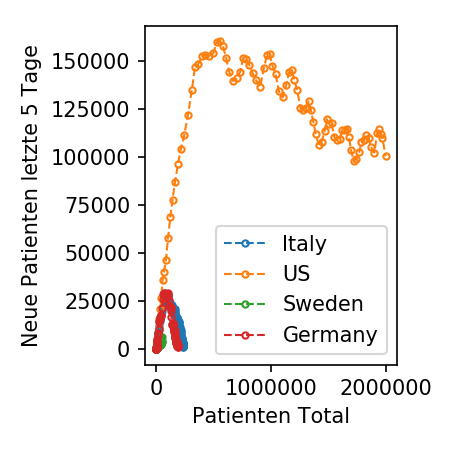 Neue Patienten letzte 5 Tage
150000
125000
100000
75000
50000
25000
0
Italy
US
Sweden
Germany
0 1000000 2000000
Patienten Total